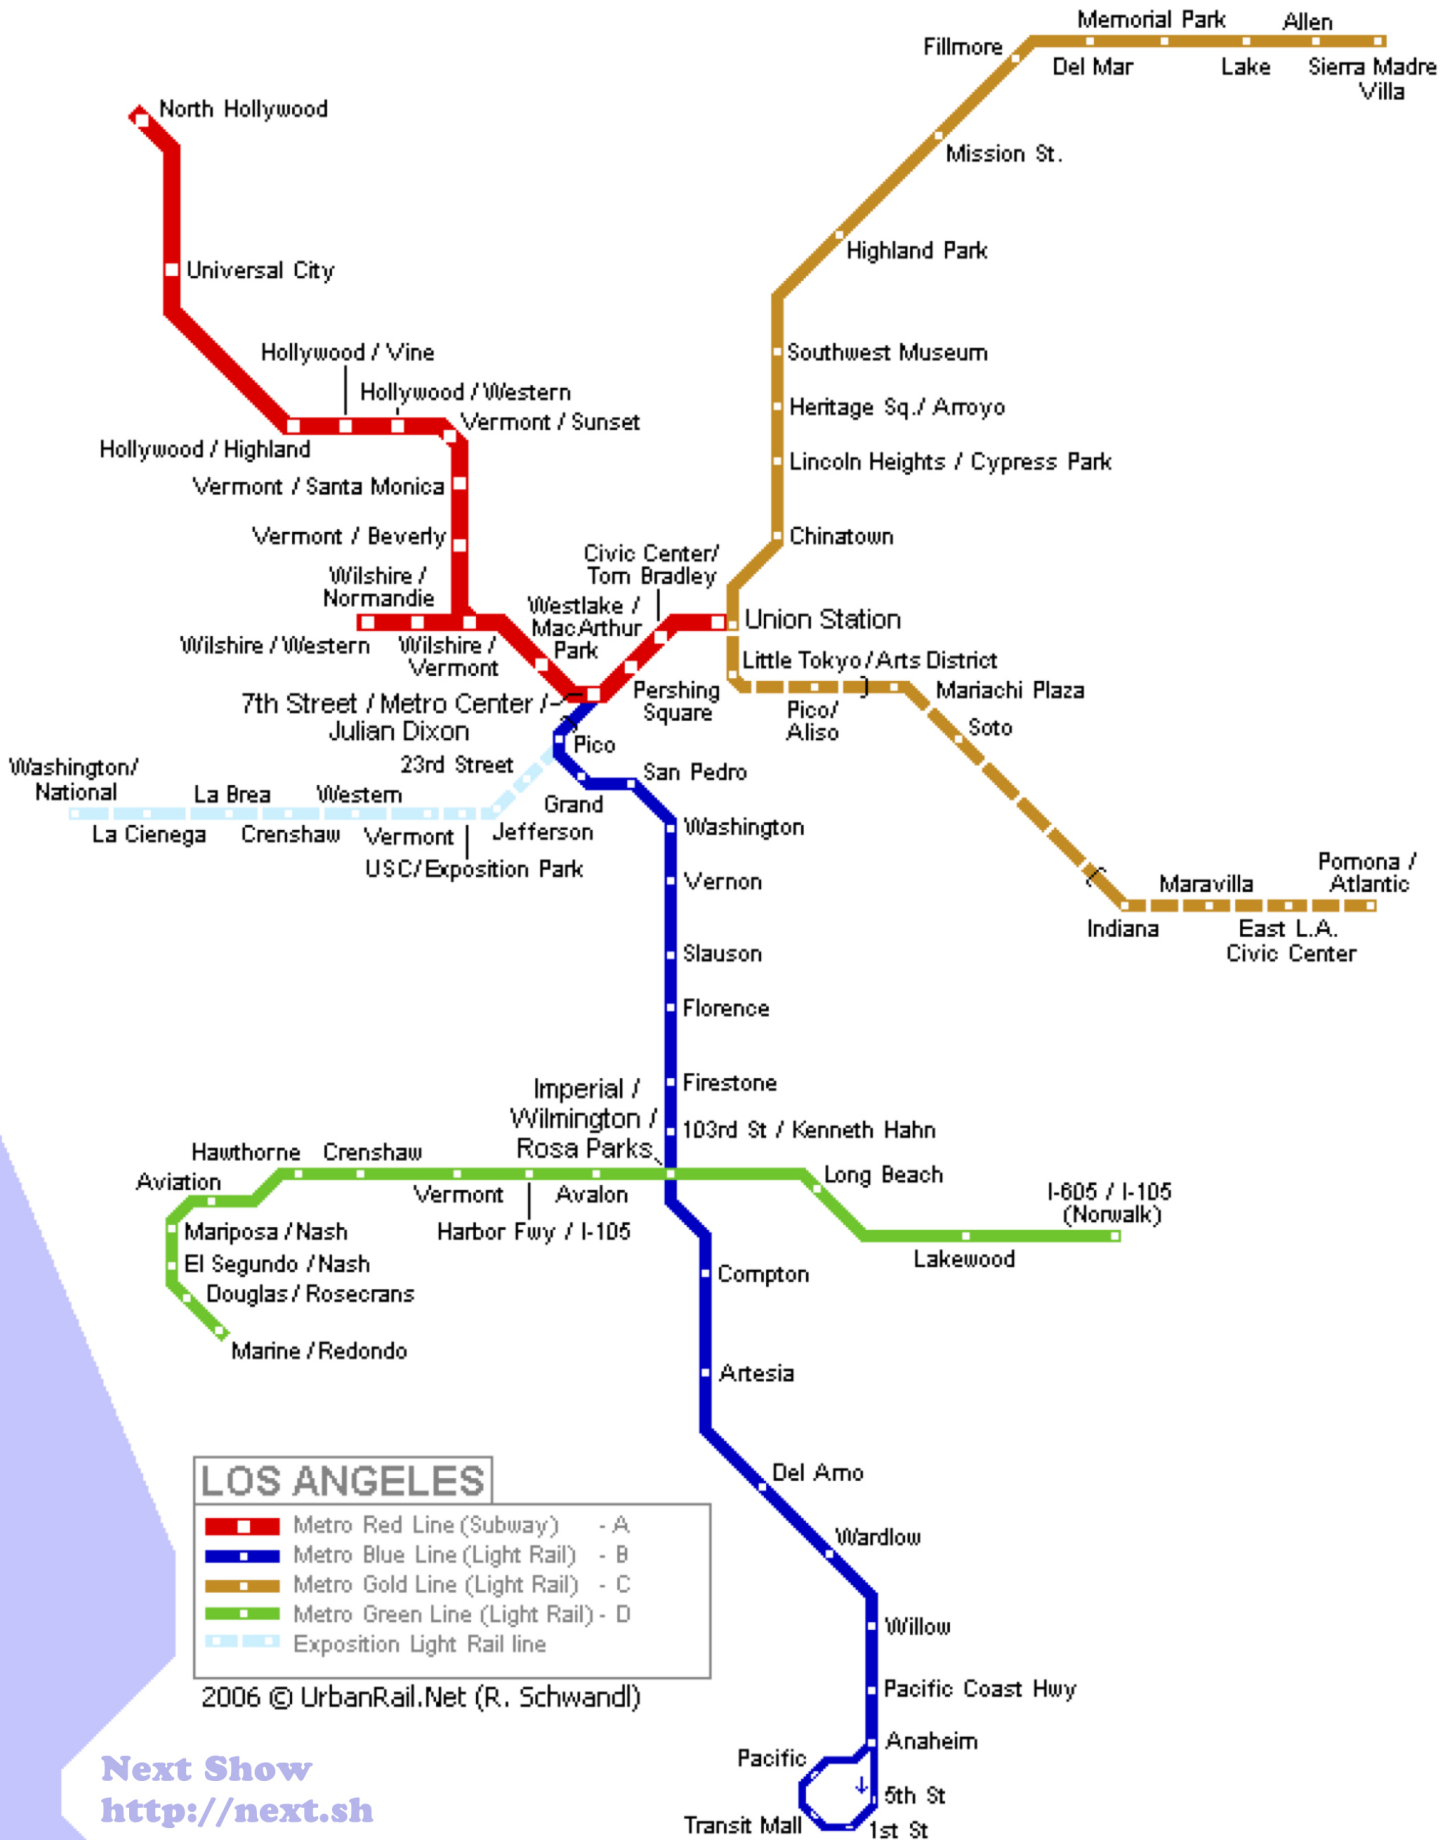 Memorial Park
Allen
Fillmore
Del Mar
Lake
Sierra Madre
Villa
North Hollywood
Mission St.
Highland Park
Universal City
Hollywood / Vine
Southwest Museum
Hollywood / Western
Heritage Sq./ Arroyo
Vermont / Sunset
Hollywood / Highland
Lincoln Heights / Cypress Park
Vermont / Santa Monica
Vermont / Beverly
Chinatown
Civic Center/
Tom Bradley
Wilshire /
Normandie
Westlake /
MacArthur
Park
Union Station
Wilshire / Western
Wilshire /
Vermont
Little Tokyo/Arts District
7th Street / Metro Center /
Julian Dixon
Pershing
Square
Pico/
Aliso
Mariachi Plaza
Soto
Pico
23rd Street
San Pedro
Washington/
National
La Brea
Western
Grand
La Cienega
Crenshaw
Vermont
Jefferson
Washington
USC/Exposition Park
Vernon
Maravilla
Pomona /
Atlantic
Indiana
East L.A.
Civic Center
Slauson
Florence
Firestone
Imperial /
Wilmington /
Rosa Parks
103rd St / Kenneth Hahn
Hawthorne
Crenshaw
Aviation
Vermont
Avalon
Long Beach
I-605 / I-105
(Norwalk)
Mariposa / Nash
Harbor Fwy / I-105
El Segundo / Nash
Lakewood
Douglas / Rosecrans
Compton
Marine / Redondo
Artesia
Del Amo
LOS ANGELES
Metro Red Line (Subway) - A
Metro Blue Line (Light Rail) - B
Metro Gold Line (Light Rail) - C
Metro Green Line (Light Rail) - D
Exposition Light Rail line
2006 © UrbanRail.Net (R. Schwandl)
Wardlow
Willow
Pacific Coast Hwy
Anaheim
Pacific
5th St
Transit Mall
1st St
Next Show
http://next.sh